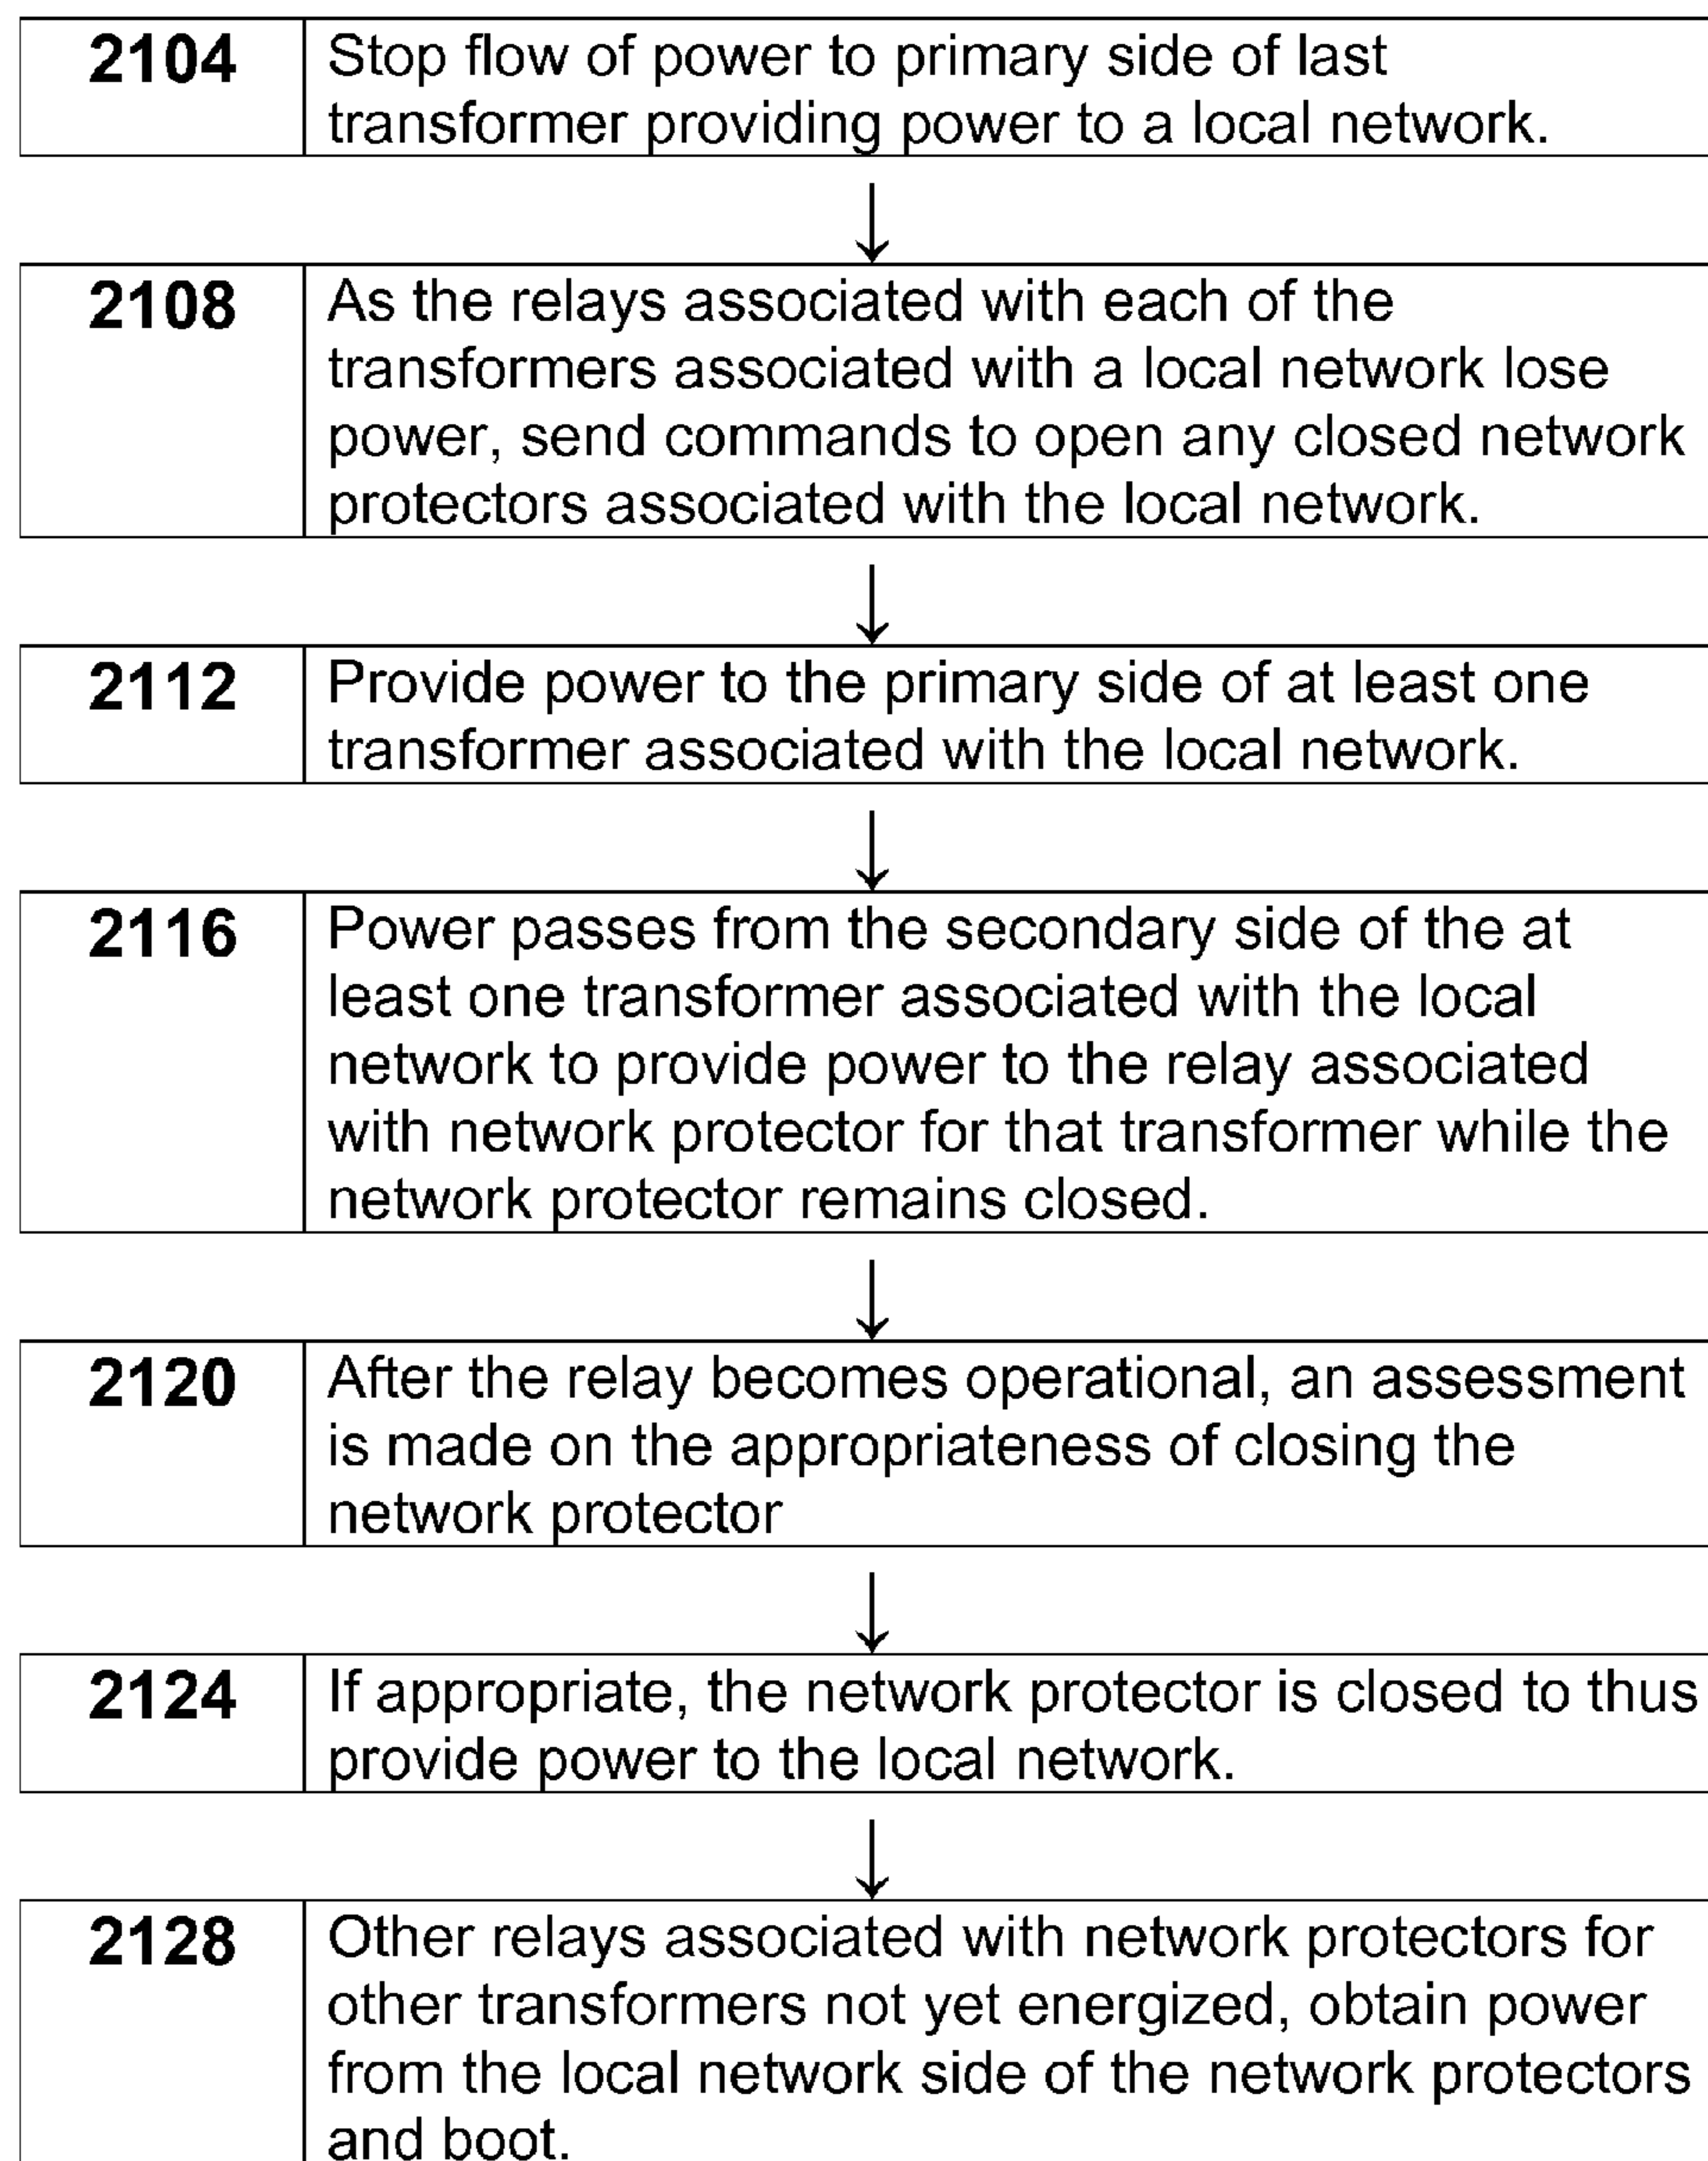 2104 Stop flow of power to primary side of last
transformer providing power to a local network.
2108 As the relays associated with each of the
transformers associated with a local network lose
power, send commands to open any closed network
protectors associated with the local network.
2112 Provide power to the primary side of at least one
transformer associated with the local network.
2116 Power passes from the secondary side of the at
least one transformer associated with the local
network to provide power to the relay associated
with network protector for that transformer while the
network protector remains closed.
2120 After the relay becomes operational, an assessment
is made on the appropriateness of closing the
network protector
2124 If appropriate, the network protector is closed to thus
provide power to the local network.
2128 Other relays associated with network protectors for
other transformers not yet energized, obtain power
from the local network side of the network protectors
and boot.